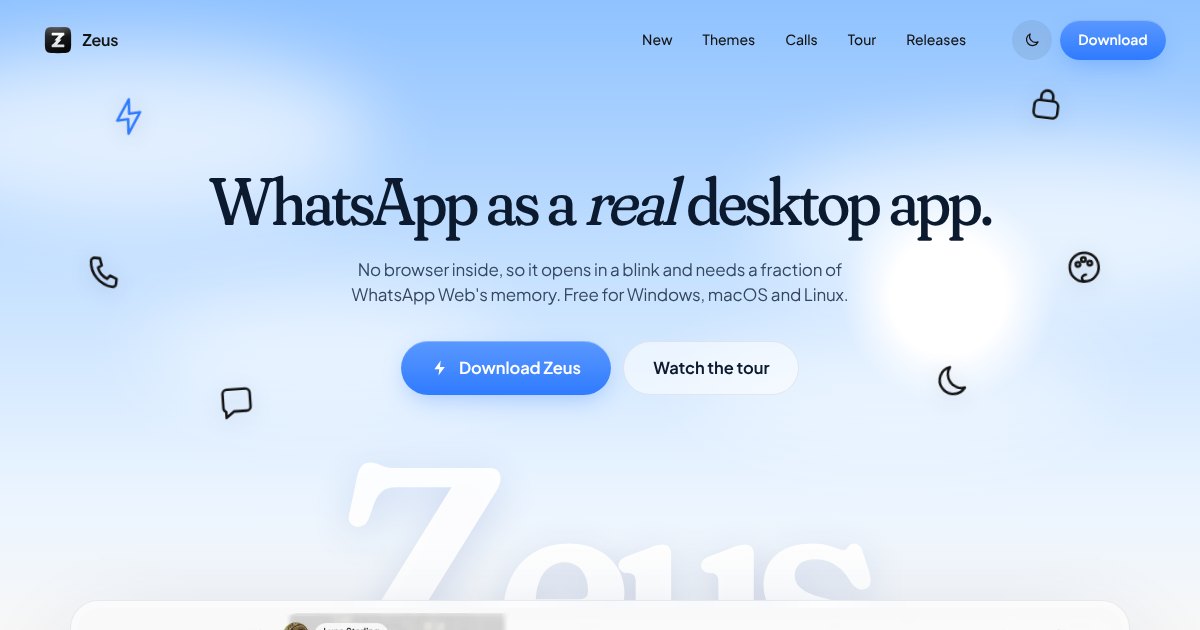 Zeus
New
Themes
Calls
Tour
Releases
Download
WhatsApp as a real desktop app.
No browser inside, so it opens in a blink and needs a fraction of
WhatsApp Web's memory. Free for Windows, macOS and Linux.
Download Zeus
Watch the tour
Zeus